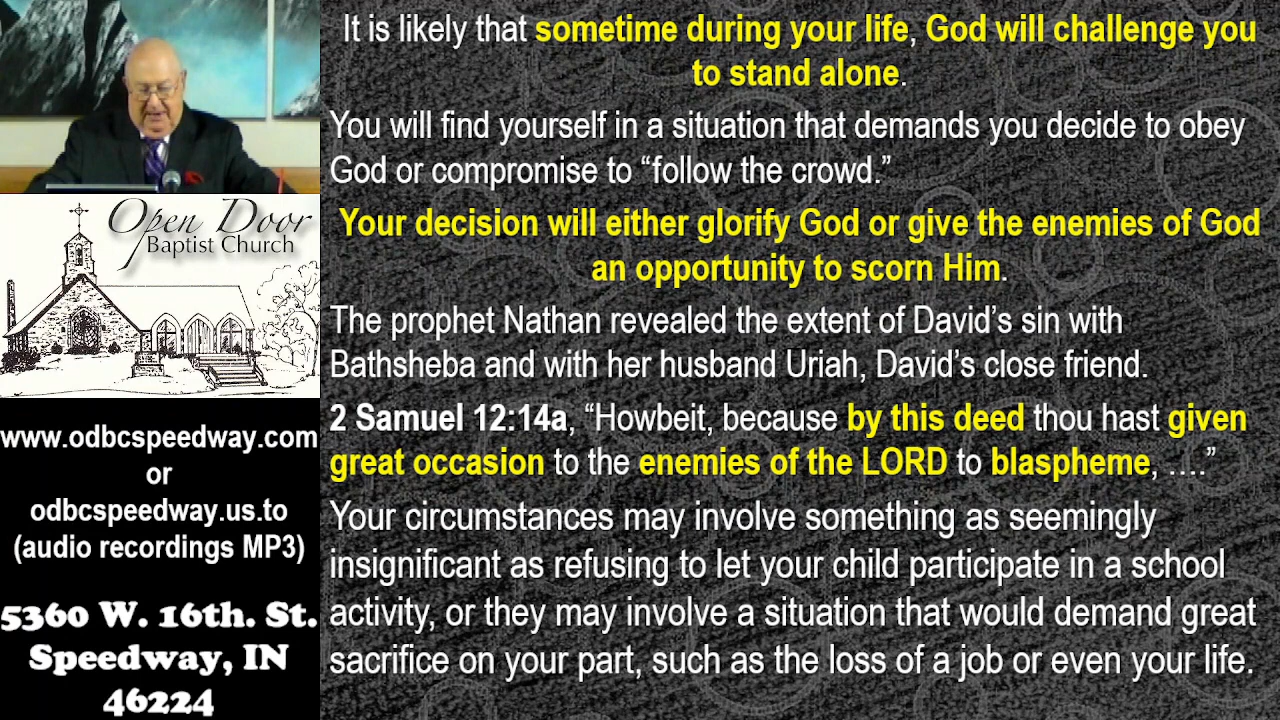 Open Door
Baptist Church
www.odbcspeedway.com
or
odbcspeedway.us.to
(audio recordings MP3)
5360 W. 16th. St.
Speedway, IN
46224
It is likely that sometime during your life, God will challenge you
to stand alone.
You will find yourself in a situation that demands you decide to obey
God or compromise to “follow the crowd.”
Your decision will either glorify God or give the enemies of God
an opportunity to scorn Him.
The prophet Nathan revealed the extent of David’s sin with
Bathsheba and with her husband Uriah, David’s close friend.
2 Samuel 12:14a, “Howbeit, because by this deed thou hast given
great occasion to the enemies of the LORD to blaspheme, ….”
Your circumstances may involve something as seemingly
insignificant as refusing to let your child participate in a school
activity, or they may involve a situation that would demand great
sacrifice on your part, such as the loss of a job or even your life.